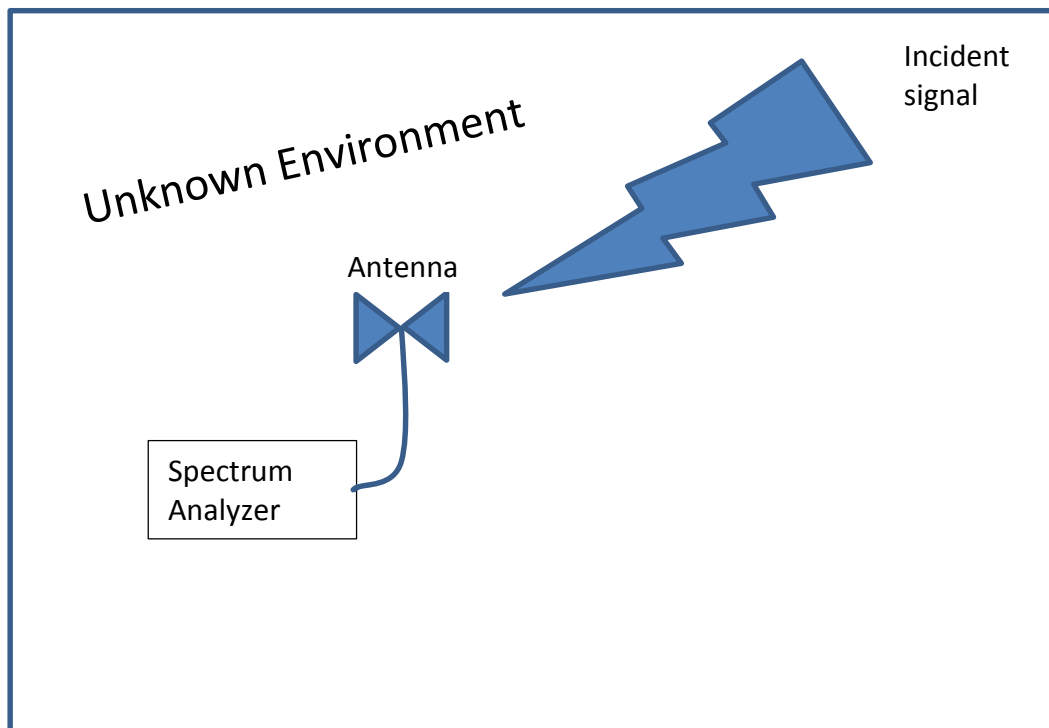 Incident
signal
Unknown Environment
Antenna
Spectrum
Analyzer